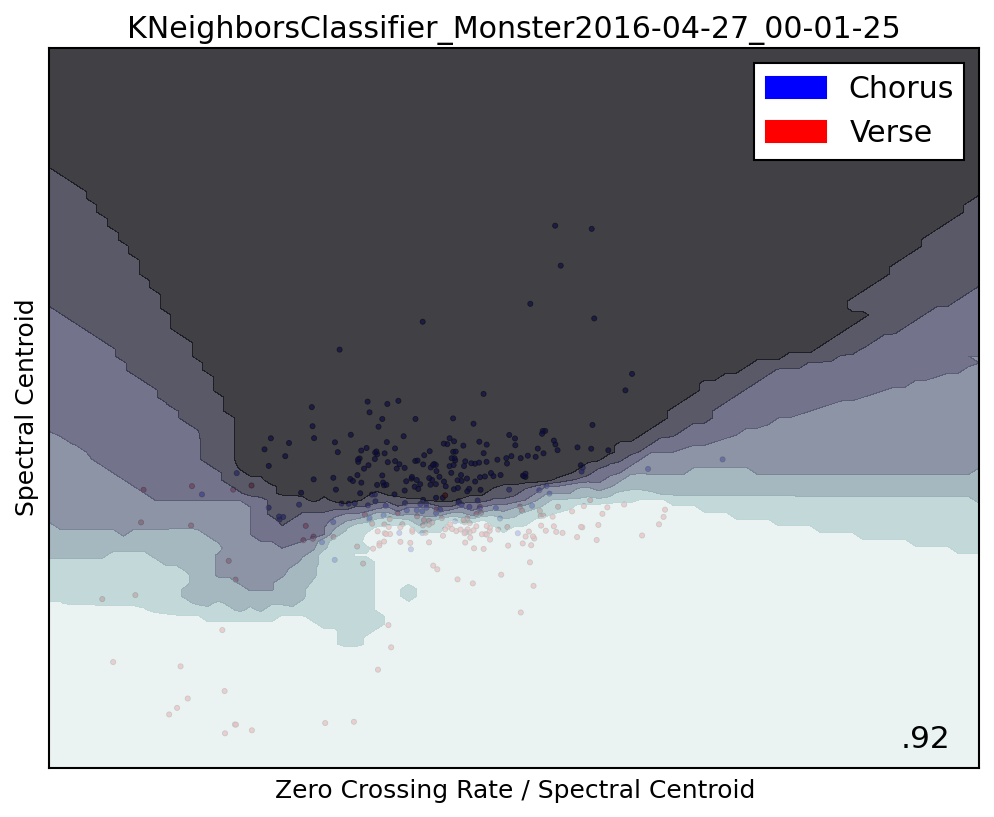 KNeighborsClassifier_Monster2016-04-27_00-01-25
Chorus
Verse
Spectral Centroid
.92
Zero Crossing Rate / Spectral Centroid